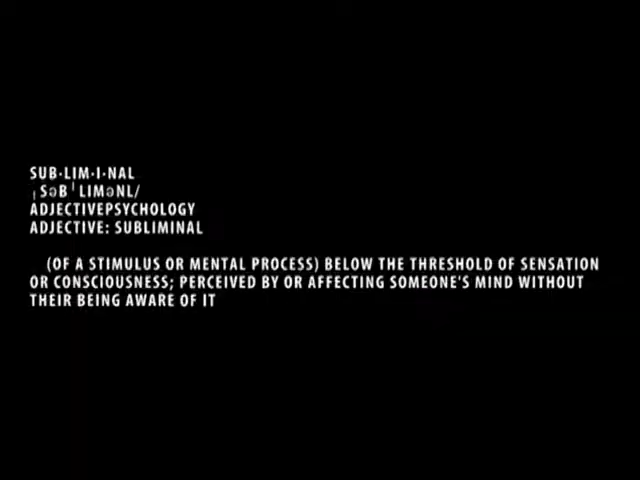 SUB·LIM·I·NAL
ˌSəBˈLIMəNL/
ADJECTIVEPSYCHOLOGY
ADJECTIVE: SUBLIMINAL
(OF A STIMULUS OR MENTAL PROCESS) BELOW THE THRESHOLD OF SENSATION
OR CONSCIOUSNESS; PERCEIVED BY OR AFFECTING SOMEONE'S MIND WITHOUT
THEIR BEING AWARE OF IT